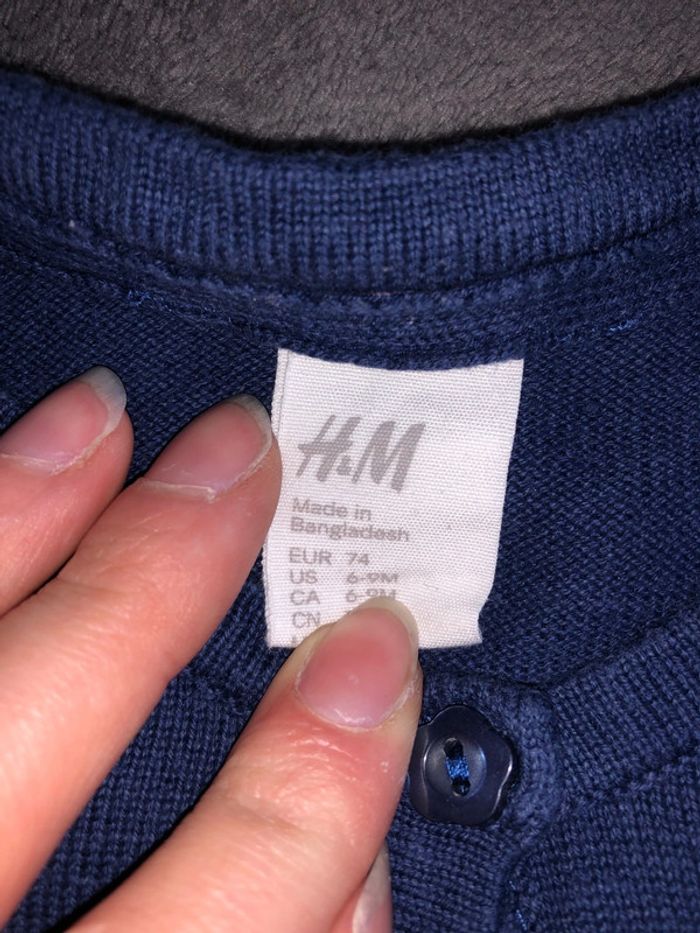 H&M
Made in
Bangladesh
EUR 74
US 6-9M
CA 6-9M
CN